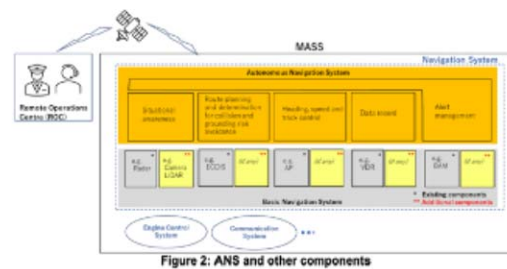 MASS
Navigation System
Autonomous Navigation System
Remote Operations
Centre (ROC)
Situational
awareness
Route planning
and determination
for collision and
grounding risk
avoidance
Heading, speed and
track control
Data record
Alert
management
e.g.
Radar
*
e.g.
Camera
LiDAR
**
e.g.
ECDIS
*
**
e.g.
AP
*
**
e.g.
VDR
*
**
e.g.
BAM
*
**
Basic Navigation System
* Existing components
** Additional components
Engine Control
System
Communication
System
Figure 2: ANS and other components